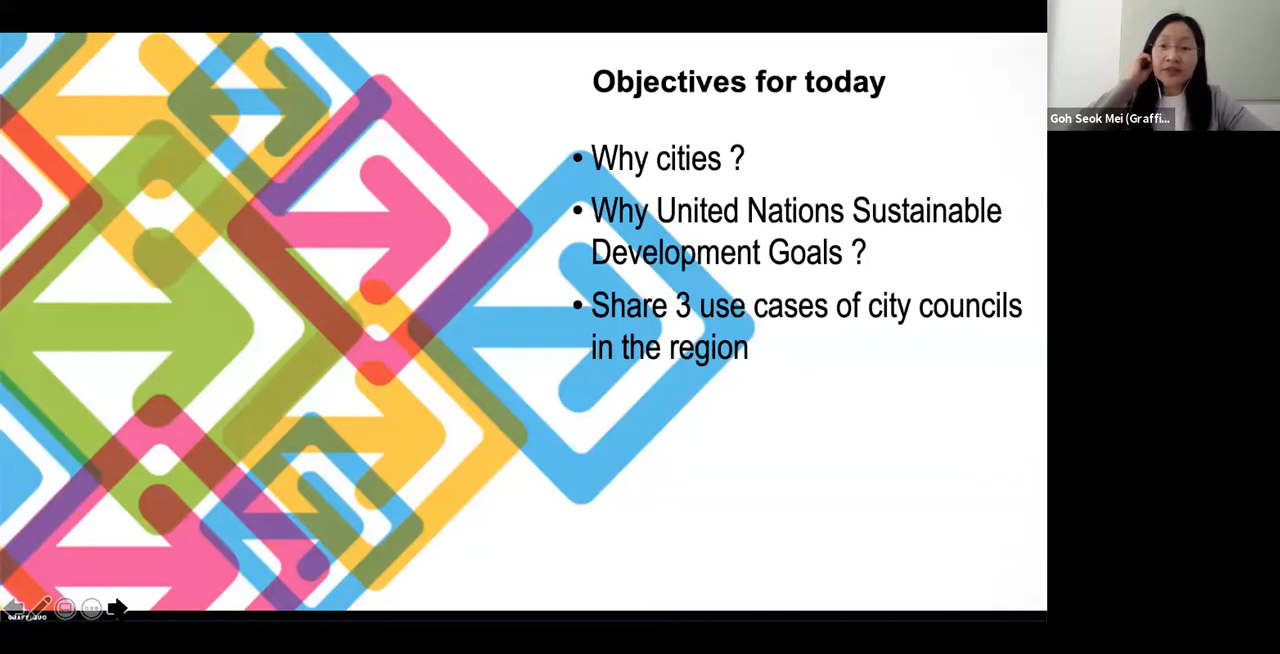 Objectives for today
• Why cities ?
• Why United Nations Sustainable
Development Goals ?
• Share 3 use cases of city councils
in the region
Goh Seok Mei (Graffi...